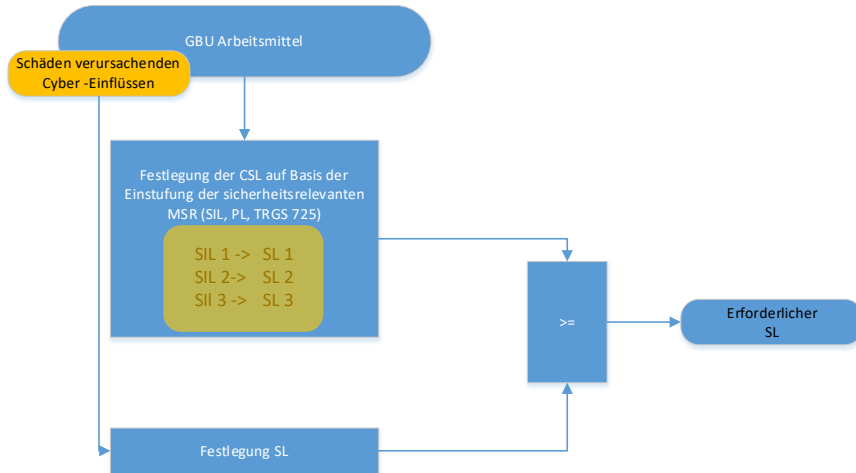 GBU Arbeitsmittel
Schäden verursachenden
Cyber -Einflüssen
Festlegung der CSL auf Basis der
Einstufung der sicherheitsrelevanten
MSR (SIL, PL, TRGS 725)
SIL 1 -> SL 1
SIL 2-> SL 2
SIl 3 -> SL 3
>=
Erforderlicher
SL
Festlegung SL